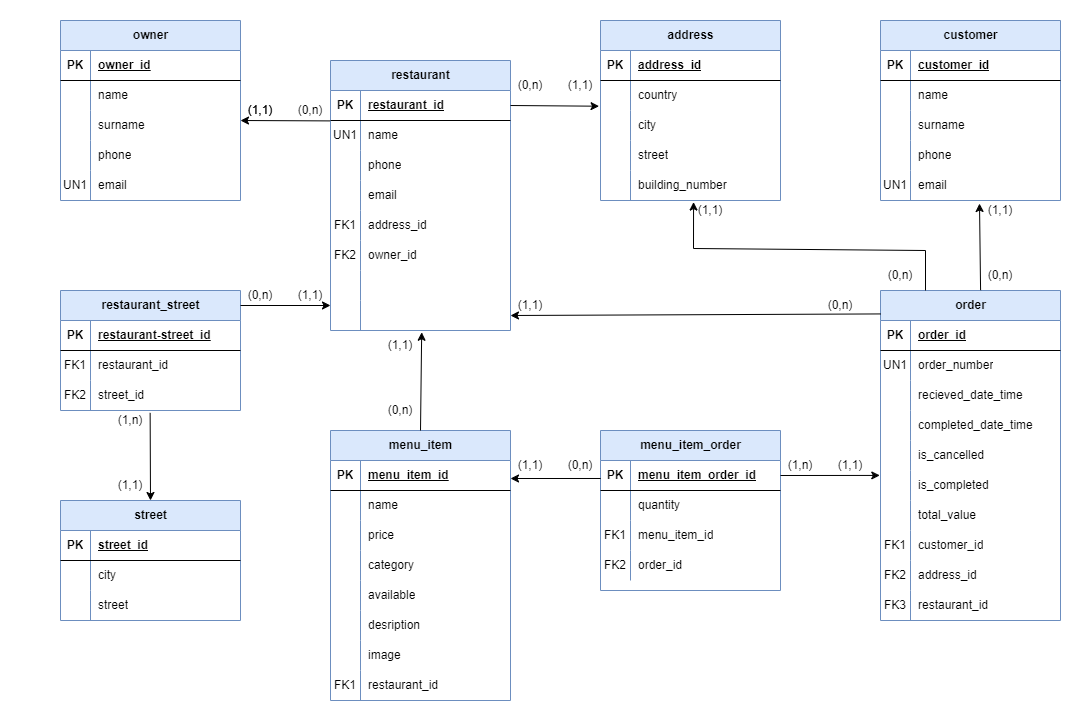 owner
PK owner_id
name
surname
phone
UN1 email
(1,1) (0,n)
restaurant
PK restaurant_id
UN1 name
phone
email
FK1 address_id
FK2 owner_id
(0,n) (1,1)
address
PK address_id
country
city
street
building_number
(1,1)
customer
PK customer_id
name
surname
phone
UN1 email
(1,1)
(0,n) (0,n)
restaurant_street
PK restaurant-street_id
FK1 restaurant_id
FK2 street_id
(0,n) (1,1)
(1,1) (0,n)
order
PK order_id
UN1 order_number
recieved_date_time
completed_date_time
is_cancelled
is_completed
total_value
FK1 customer_id
FK2 address_id
FK3 restaurant_id
(1,n)
(1,1)
street
PK street_id
city
street
(1,1)
(0,n)
menu_item
PK menu_item_id
name
price
category
available
desription
image
FK1 restaurant_id
(1,1) (0,n)
menu_item_order
PK menu_item_order_id
quantity
FK1 menu_item_id
FK2 order_id
(1,n) (1,1)